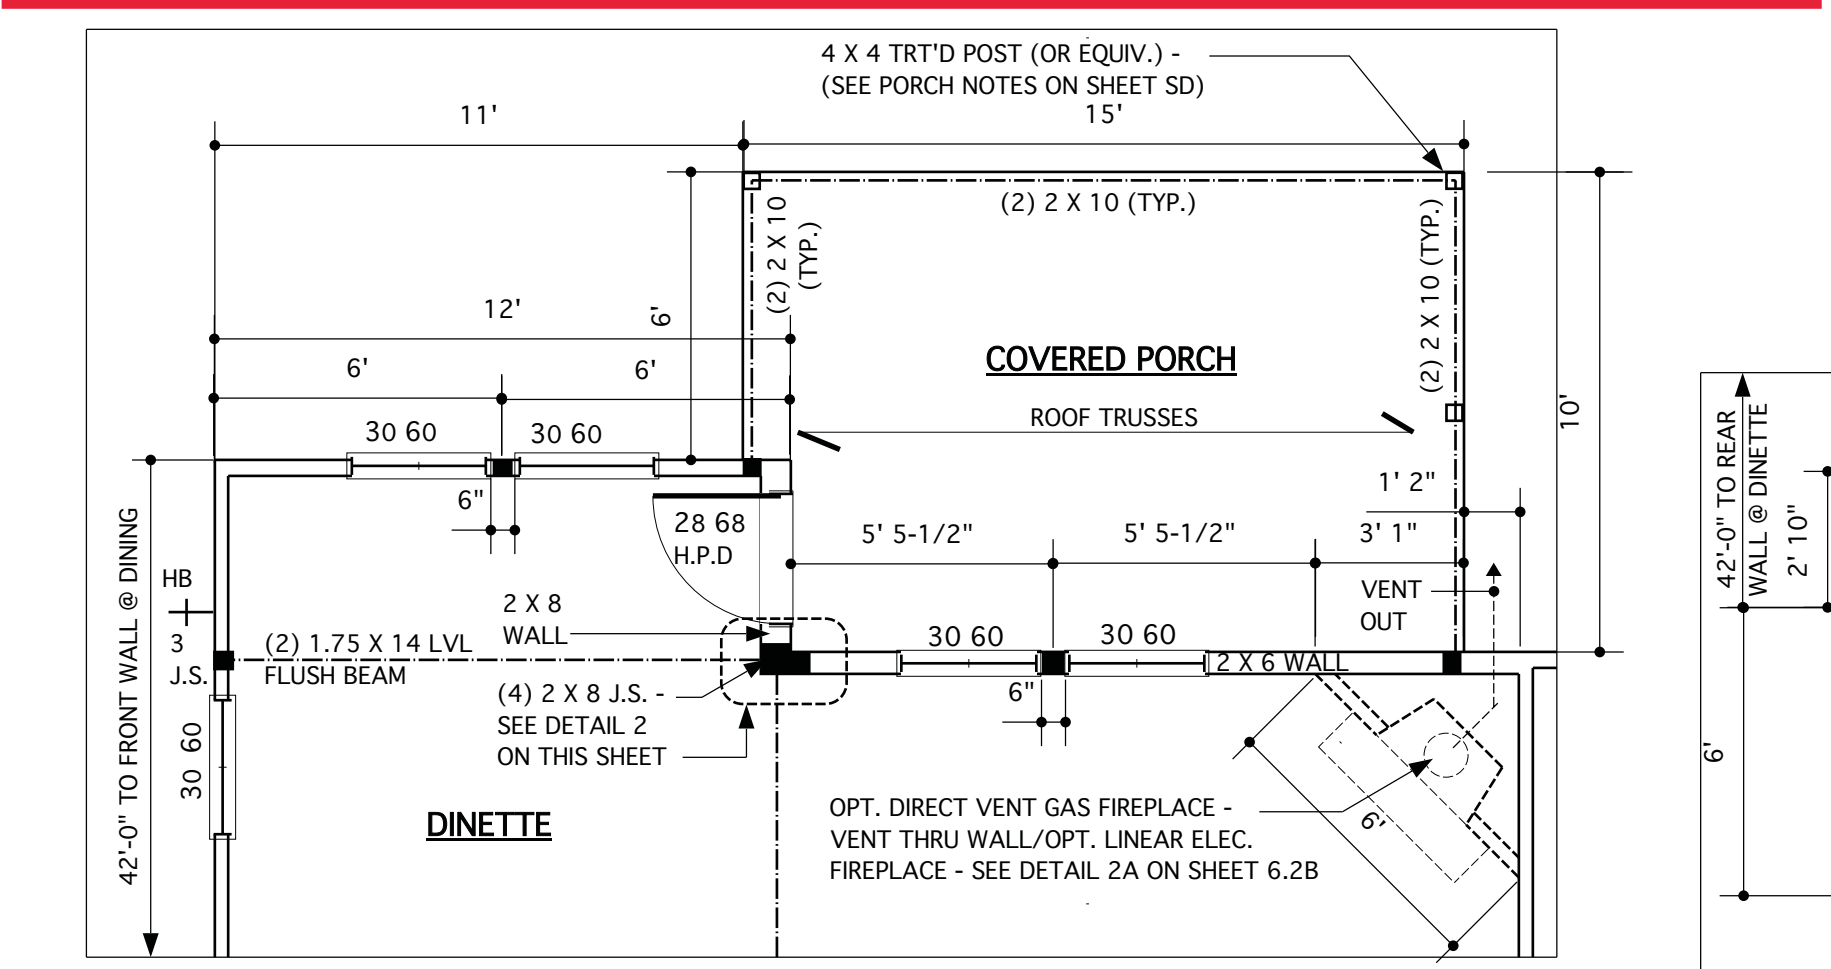 4 X 4 TRT'D POST (OR EQUIV.) -
(SEE PORCH NOTES ON SHEET SD)
11'
15'
(2) 2 X 10 (TYP.)
(2) 2 X 10
(TYP.)
(2) 2 X 10 (TYP.)
12'
6'
6'
6'
COVERED PORCH
10'
ROOF TRUSSES
30 60
30 60
6"
1' 2"
28 68
H.P.D
5' 5-1/2"
5' 5-1/2"
3' 1"
42'-0" TO FRONT WALL @ DINING
HB
3
J.S.
2 X 8
WALL
VENT
OUT
(2) 1.75 X 14 LVL
FLUSH BEAM
30 60
30 60
2 X 6 WALL
6"
(4) 2 X 8 J.S. -
SEE DETAIL 2
ON THIS SHEET
30 60
DINETTE
OPT. DIRECT VENT GAS FIREPLACE -
VENT THRU WALL/OPT. LINEAR ELEC.
FIREPLACE - SEE DETAIL 2A ON SHEET 6.2B
6'
42'-0" TO REAR
WALL @ DINETTE
2' 10"
6'